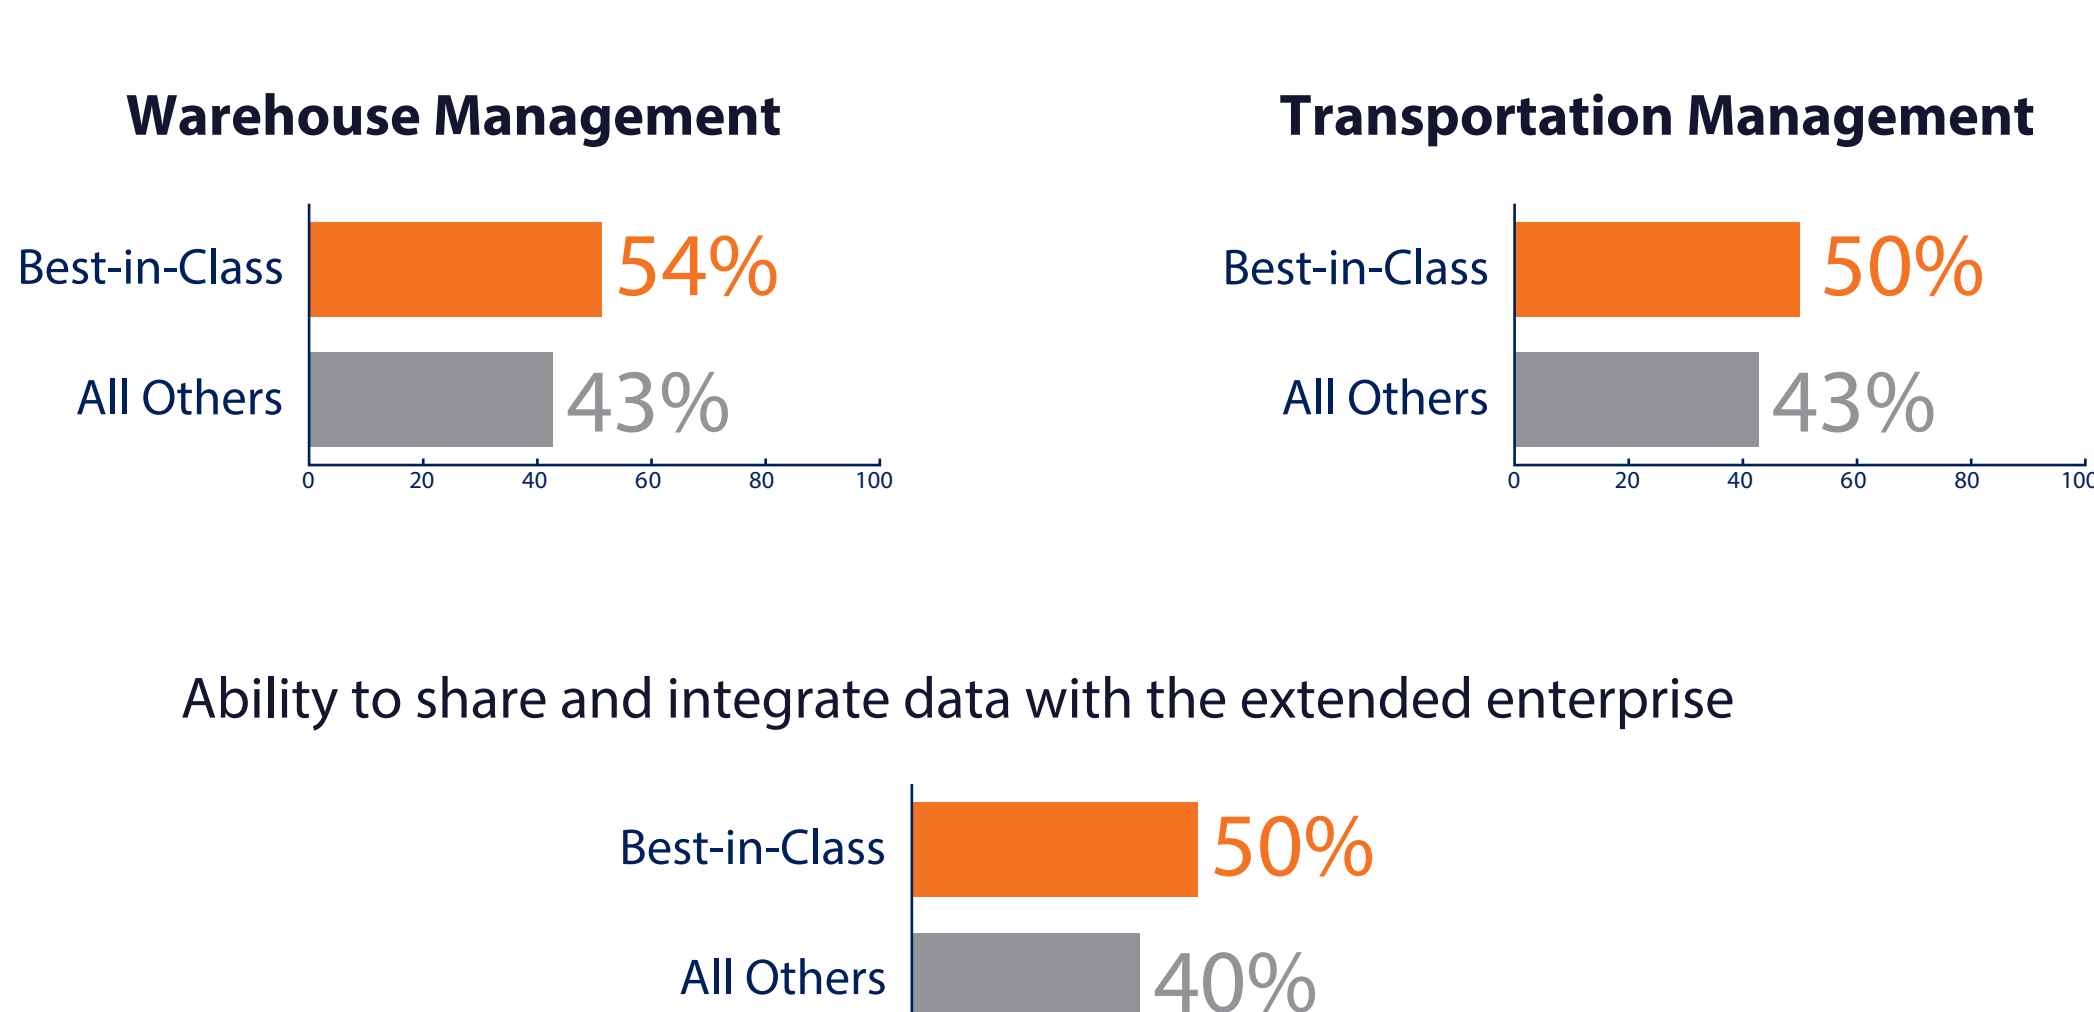 Warehouse Management
Best-in-Class 54%
All Others 43%
0 20 40 60 80 100
Transportation Management
Best-in-Class 50%
All Others 43%
0 20 40 60 80 100
Ability to share and integrate data with the extended enterprise
Best-in-Class 50%
All Others 40%